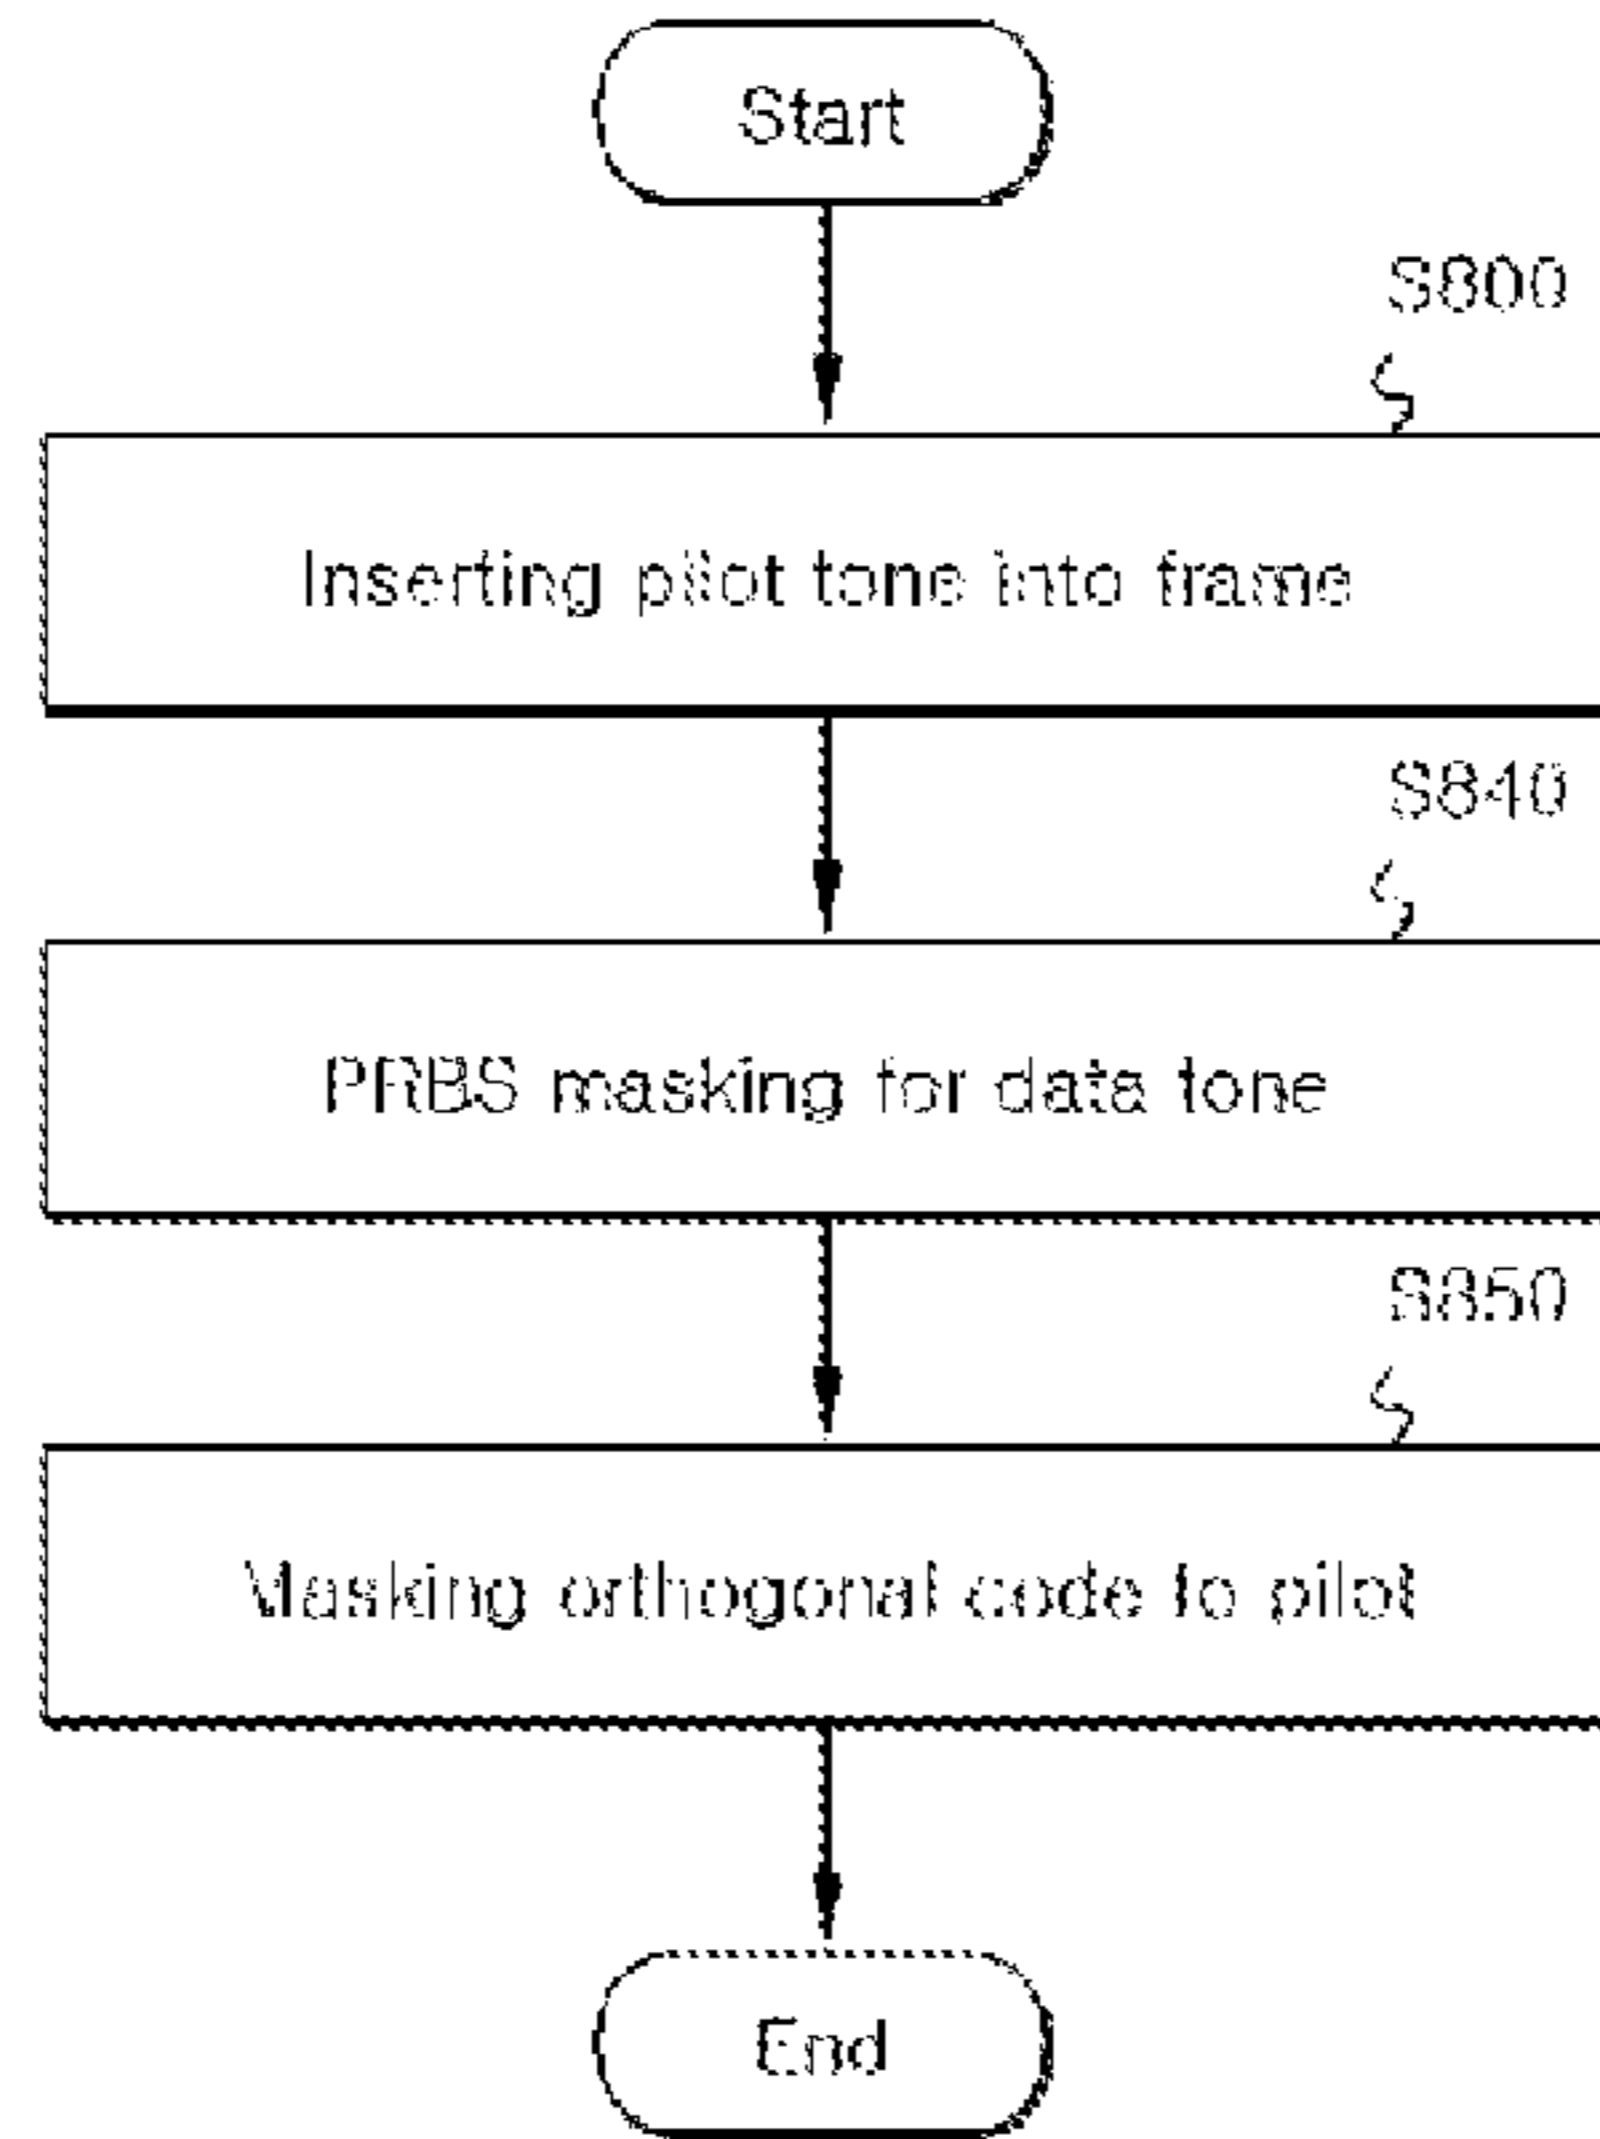 Start
S800
Inserting pilot tone into frame
S840
PRBS masking for data tone
S850
Masking orthogonal code to pilot
End